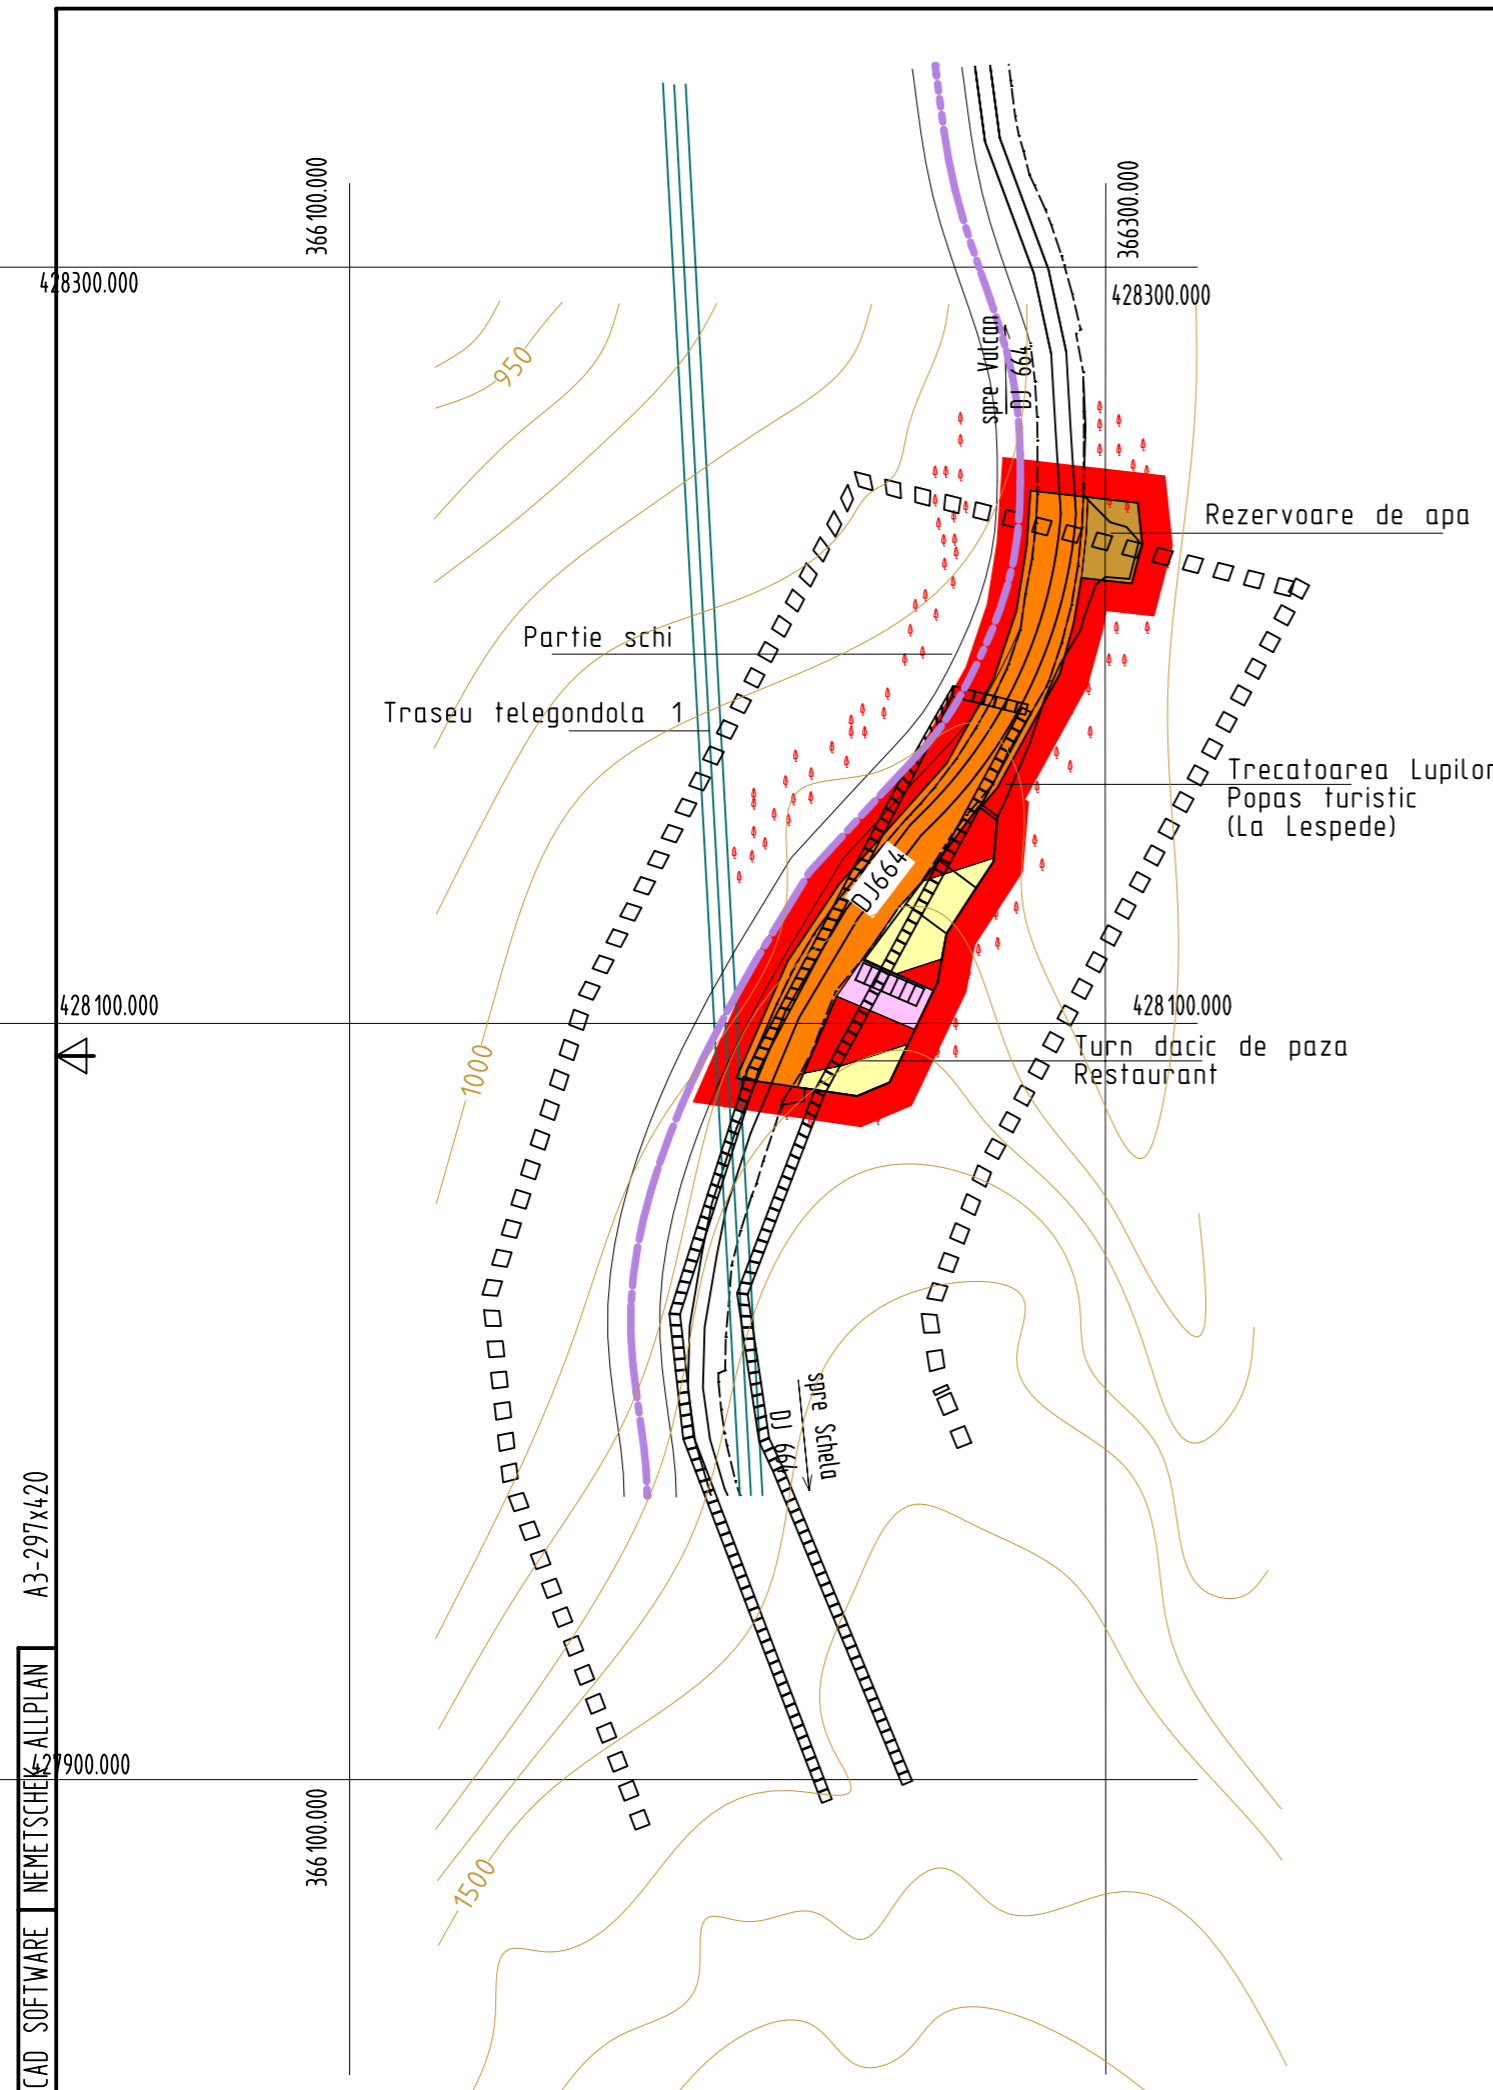 366100.000
366300.000
428300.000
428300.000
spre Vulcan
DJ 664
950
Rezervoare de apa
Partie schi
Traseu telegondola 1
Trecatoarea Lupilor
Popas turistic
(La Lespede)
DJ664
428100.000
428100.000
Turn dacic de paza
Restaurant
1000
spre Schela
DJ 664
A3-297x420
NEMETSCHEK ALLPLAN
427900.000
366100.000
1500
CAD SOFTWARE